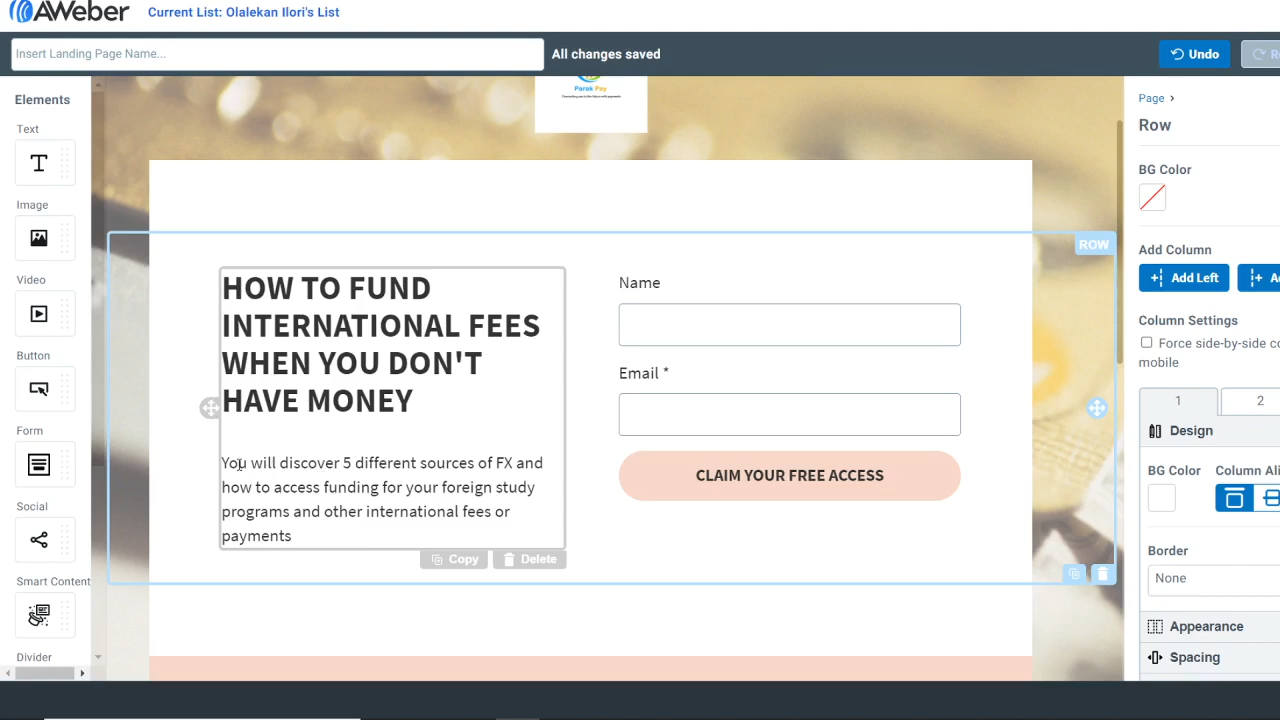 AWeber
Current List: Olalekan Ilori's List
Insert Landing Page Name...
All changes saved
Undo
Elements
Text
Image
Video
Button
Form
Social
Smart Content
Divider
Parak Pay
ROW
HOW TO FUND
INTERNATIONAL FEES
WHEN YOU DON'T
HAVE MONEY
You will discover 5 different sources of FX and
how to access funding for your foreign study
programs and other international fees or
payments
Copy
Delete
Name
Email *
CLAIM YOUR FREE ACCESS
Page
Row
BG Color
Add Column
Add Left
Column Settings
Force side-by-side
mobile
1
2
Design
BG Color
Column
Border
None
Appearance
Spacing